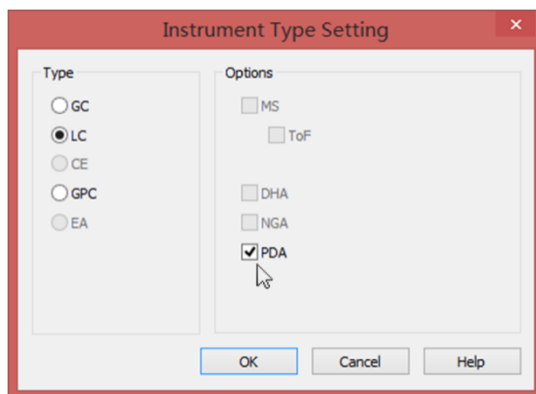 Instrument Type Setting
Type
GC
LC
CE
GPC
EA
Options
MS
ToF
DHA
NGA
PDA
OK
Cancel
Help